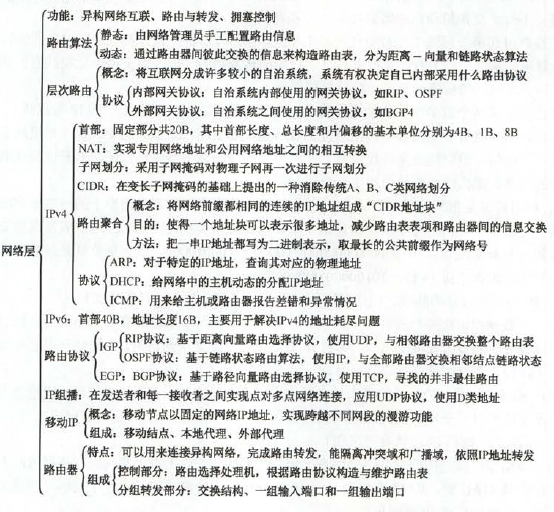 功能：异构网络互联、路由与转发、拥塞控制
路由算法
静态：由网络管理员手工配置路由信息
动态：通过路由器间彼此交换的信息来构造路由表，分为距离－向量和链路状态算法
层次路由
概念：将互联网分成许多较小的自治系统，系统有权决定自己内部采用什么路由协议
协议
内部网关协议：自治系统内部使用的网关协议，如RIP、OSPF
外部网关协议：自治系统之间使用的网关协议，如BGP4
网络层
IPv4
首部：固定部分共20B，其中首部长度、总长度和片偏移的基本单位分别为4B、1B、8B
NAT：实现专用网络地址和公用网络地址之间的相互转换
子网划分：采用子网掩码对物理子网再一次进行子网划分
CIDR：在变长子网掩码的基础上提出的一种消除传统A、B、C类网络划分
路由聚合
概念：将网络前缀都相同的连续的IP地址组成“CIDR地址块”
目的：使得一个地址块可以表示很多地址，减少路由表表项和路由器间的信息交换
方法：把一串IP地址都写为二进制表示，取最长的公共前缀作为网络号
协议
ARP：对于特定的IP地址，查询其对应的物理地址
DHCP：给网络中的主机动态的分配IP地址
ICMP：用来给主机或路由器报告差错和异常情况
IPv6：首部40B，地址长度16B，主要用于解决IPv4的地址耗尽问题
路由协议
IGP
RIP协议：基于距离向量路由选择协议，使用UDP，与相邻路由器交换整个路由表
OSPF协议：基于链路状态路由算法，使用IP，与全部路由器交换相邻结点链路状态
EGP：BGP协议：基于路径向量路由选择协议，使用TCP，寻找的并非最佳路由
IP组播：在发送者和每一接收者之间实现点对多点网络连接，应用UDP协议，使用D类地址
移动IP
概念：移动节点以固定的网络IP地址，实现跨越不同网段的漫游功能
组成：移动结点、本地代理、外部代理
路由器
特点：可以用来连接异构网络，完成路由转发，能隔离冲突域和广播域，依照IP地址转发
组成
控制部分：路由选择处理机，根据路由协议构造与维护路由表
分组转发部分：交换结构、一组输入端口和一组输出端口